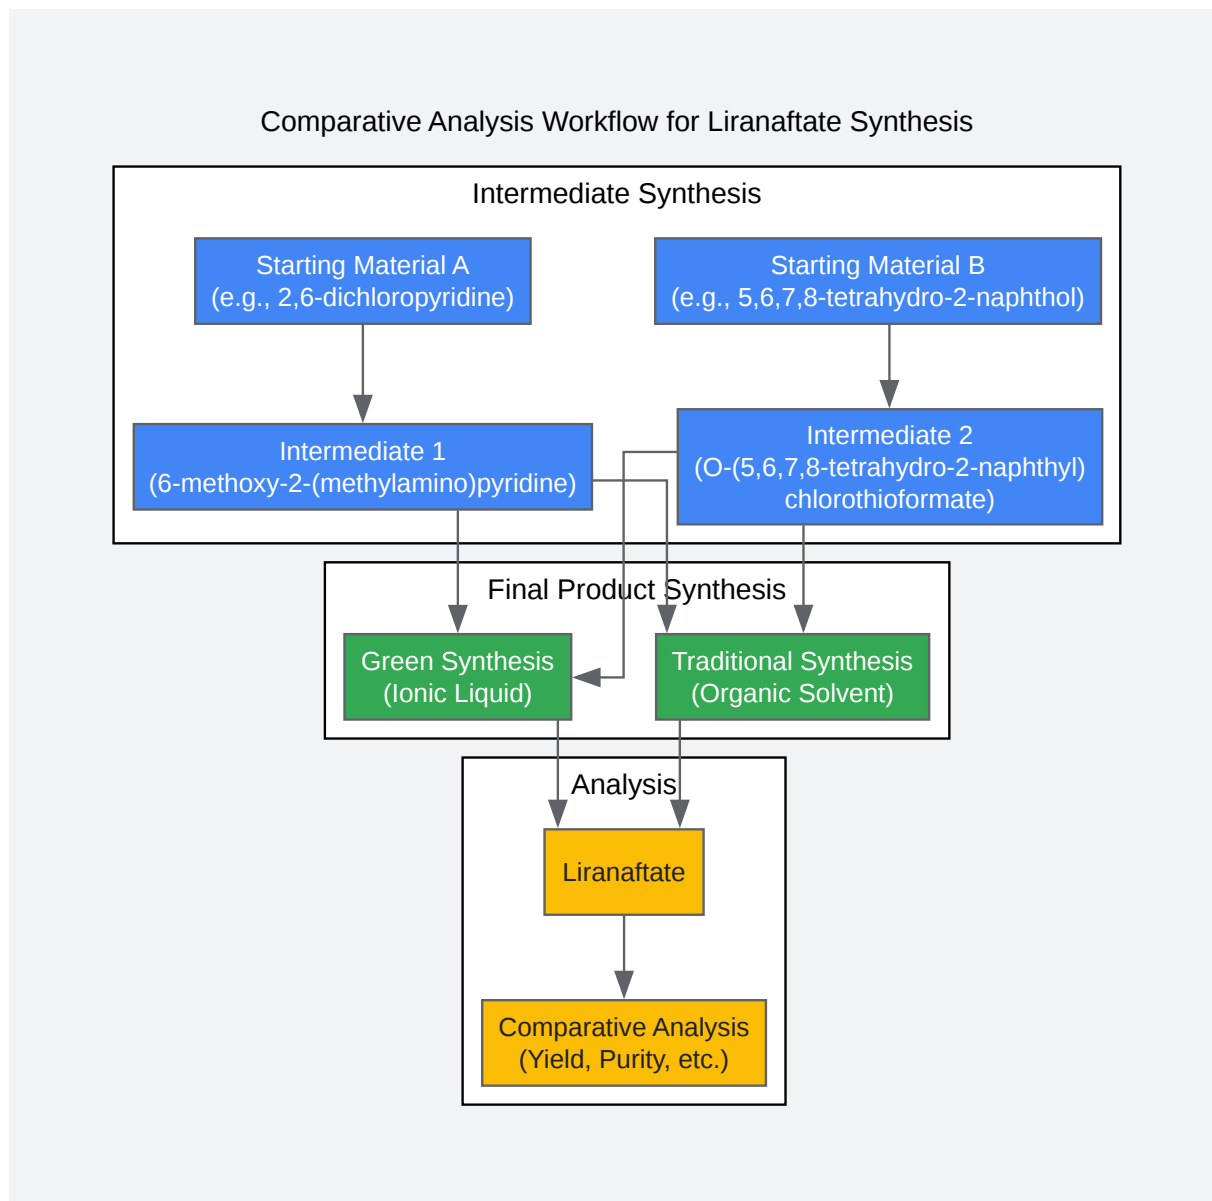 Comparative Analysis Workflow for Liranaftate Synthesis
Intermediate Synthesis
Starting Material A
(e.g., 2,6-dichloropyridine)
Starting Material B
(e.g., 5,6,7,8-tetrahydro-2-naphthol)
Intermediate 1
(6-methoxy-2-(methylamino)pyridine)
Intermediate 2
(O-(5,6,7,8-tetrahydro-2-naphthyl)
chlorothioformate)
Final Product Synthesis
Green Synthesis
(Ionic Liquid)
Traditional Synthesis
(Organic Solvent)
Analysis
Liranaftate
Comparative Analysis
(Yield, Purity, etc.)